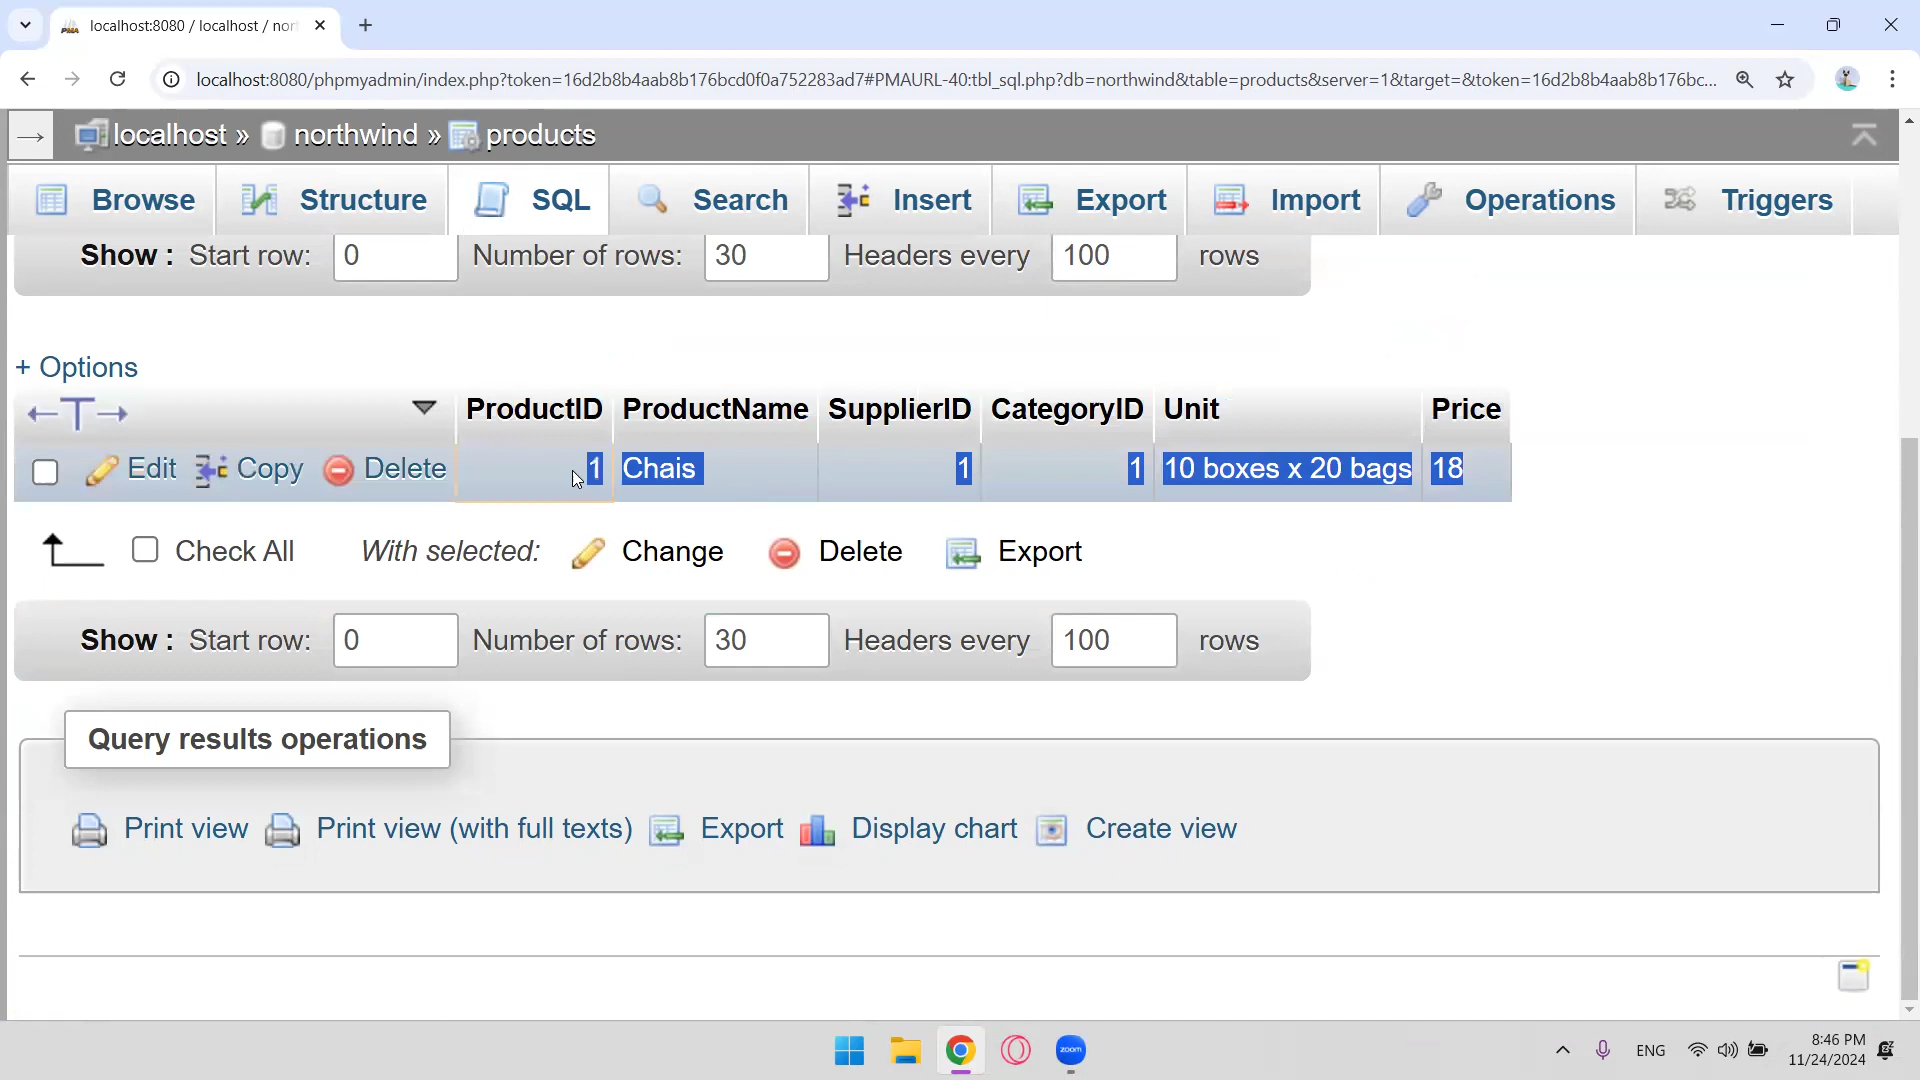 localhost:8080 / localhost / nor
localhost:8080/phpmyadmin/index.php?token=16d2b8b4aab8b176bcd0f0a752283ad7#PMAURL-40:tbl_sql.php?db=northwind&table=products&server=1&target=&token=16d2b8b4aab8b176bc...
localhost » northwind » products
Browse Structure SQL Search Insert Export Import Operations Triggers
Show : Start row: 0 Number of rows: 30 Headers every 100 rows
+ Options
ProductID ProductName SupplierID CategoryID Unit Price
Edit Copy Delete 1 Chais 1 1 10 boxes x 20 bags 18
Check All With selected: Change Delete Export
Show : Start row: 0 Number of rows: 30 Headers every 100 rows
Query results operations
Print view Print view (with full texts) Export Display chart Create view
zoom
ENG
8:46 PM
11/24/2024